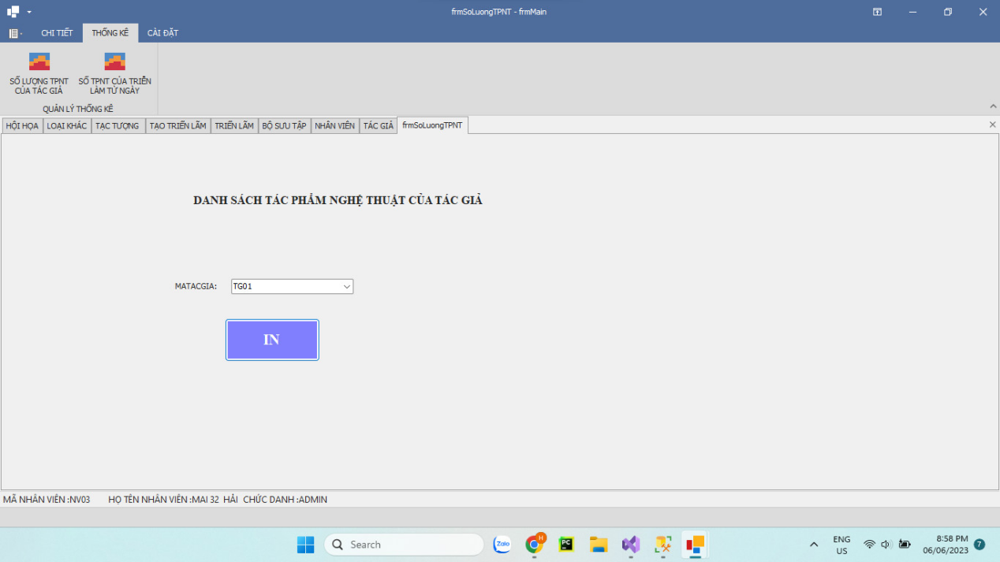 frmSoLuongTPNT - frmMain
CHI TIẾT THỐNG KÊ CÀI ĐẶT
SỐ LƯỢNG TPNT
CỦA TÁC GIẢ
SỐ TPNT CỦA TRIỂN
LÃM TỪ NGÀY
QUẢN LÝ THỐNG KÊ
HỘI HỌA LOẠI KHÁC TẠC TƯỢNG TẠO TRIỂN LÃM TRIỂN LÃM BỘ SƯU TẬP NHÂN VIÊN TÁC GIẢ frmSoLuongTPNT
DANH SÁCH TÁC PHẨM NGHỆ THUẬT CỦA TÁC GIẢ
MATACGIA: TG01
IN
MÃ NHÂN VIÊN :NV03 HỌ TÊN NHÂN VIÊN :MAI 32 HẢI CHỨC DANH :ADMIN
Search
Zalo
H
PC
ENG
US
8:58 PM
06/06/2023
7